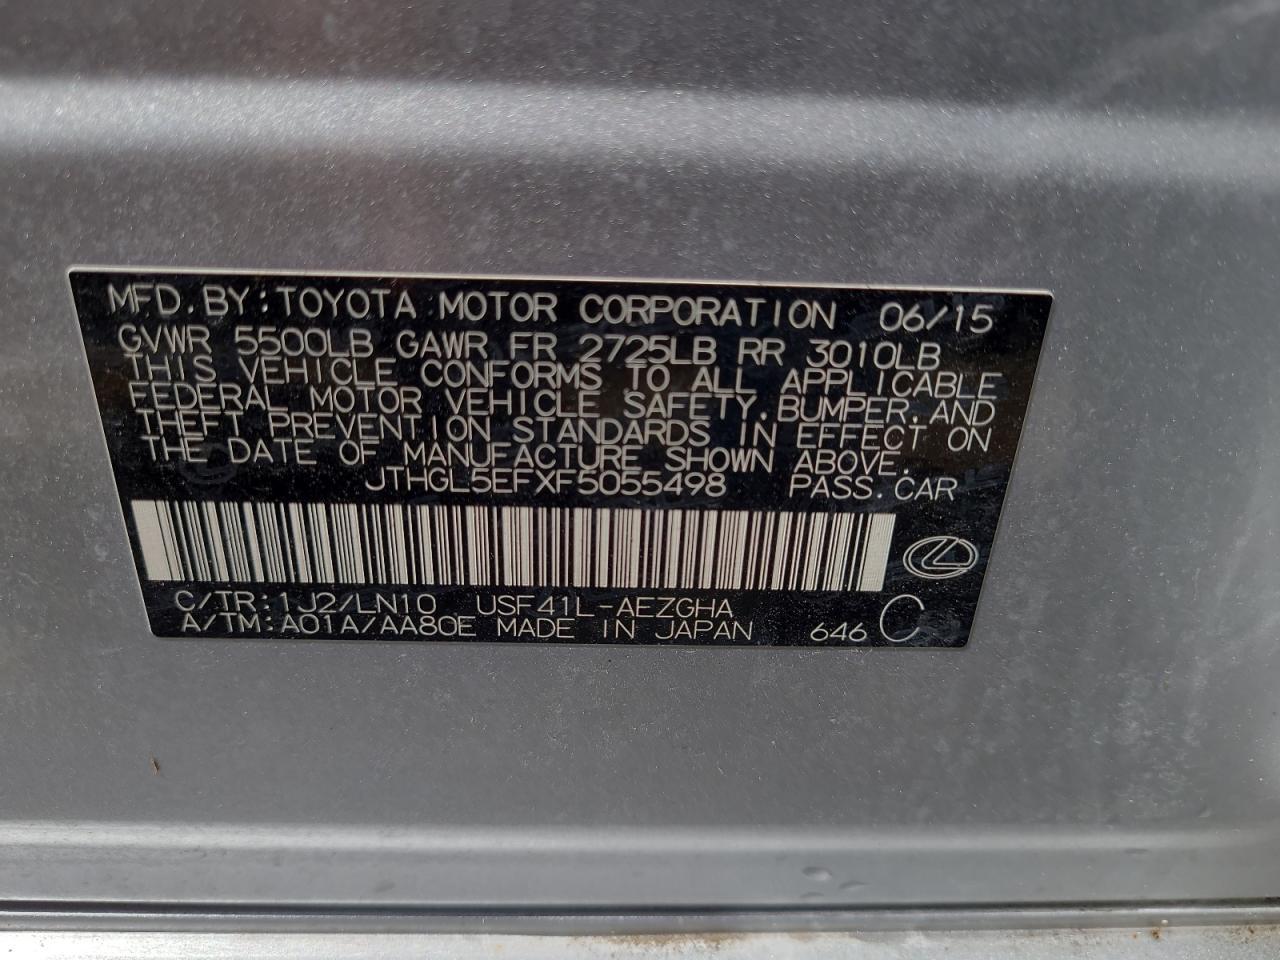 MFD. BY: TOYOTA MOTOR CORPORATION 06/15
GVWR 5500LB GAWR FR 2725LB RR 3010LB
THIS VEHICLE CONFORMS TO ALL APPLICABLE
FEDERAL MOTOR VEHICLE SAFETY, BUMPER, AND
THEFT PREVENTION STANDARDS IN EFFECT ON
THE DATE OF MANUFACTURE SHOWN ABOVE.
JTHGL5EFXF5055498 PASS. CAR
C/TR: 1J2/LN10 USF41L-AEZGHA
A/TM: A01A/AA80E MADE IN JAPAN 646 C